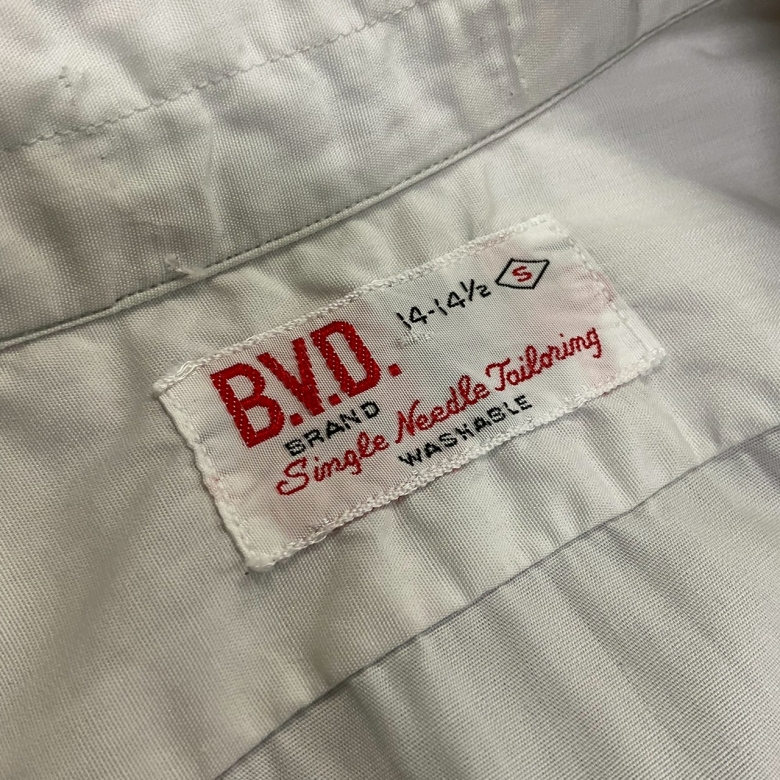 14-14½ S
B.V.D.
BRAND
Single Needle Tailoring
WASHABLE